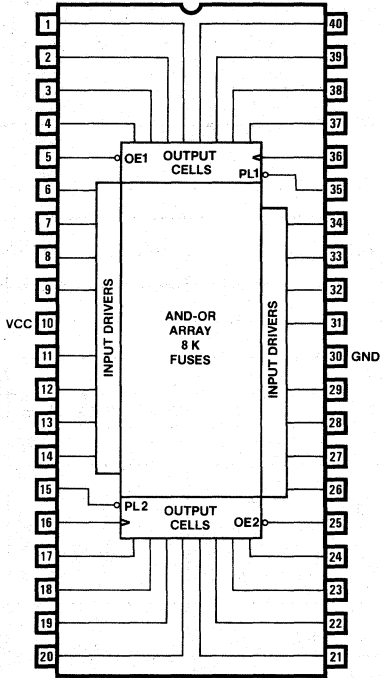 1 40
2 39
3 38
4 37
5 OE1 OUTPUT CELLS 36
6 PL1 35
7 34
8 33
9 32
VCC 10 31
11 30 GND
12 29
13 28
14 27
15 26
16 PL2 OUTPUT CELLS OE2 25
17 24
18 23
19 22
20 21
INPUT DRIVERS
AND-OR
ARRAY
8 K
FUSES
INPUT DRIVERS